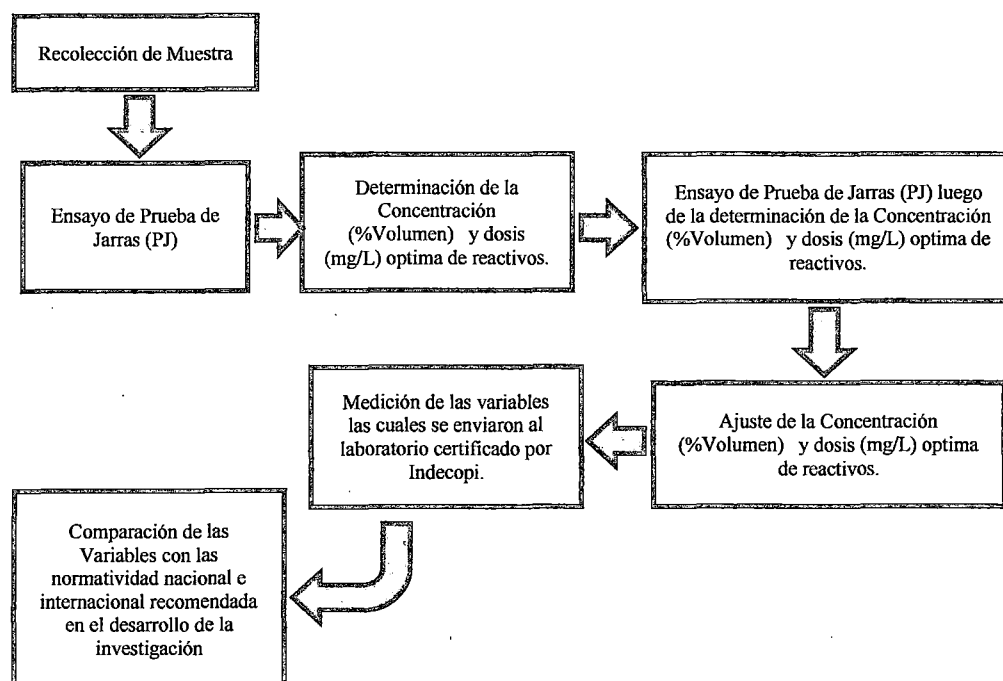 Recolección de Muestra
Ensayo de Prueba de
Jarras (PJ)
Determinación de la
Concentración
(%Volumen) y dosis
(mg/L) optima de reactivos.
Ensayo de Prueba de Jarras (PJ) luego
de la determinación de la Concentración
(%Volumen) y dosis (mg/L) optima de
reactivos.
Ajuste de la Concentración
(%Volumen) y dosis (mg/L) optima
de reactivos.
Medición de las variables
las cuales se enviaron al
laboratorio certificado por
Indecopi.
Comparación de las
Variables con las
normatividad nacional e
internacional recomendada
en el desarrollo de la
investigación